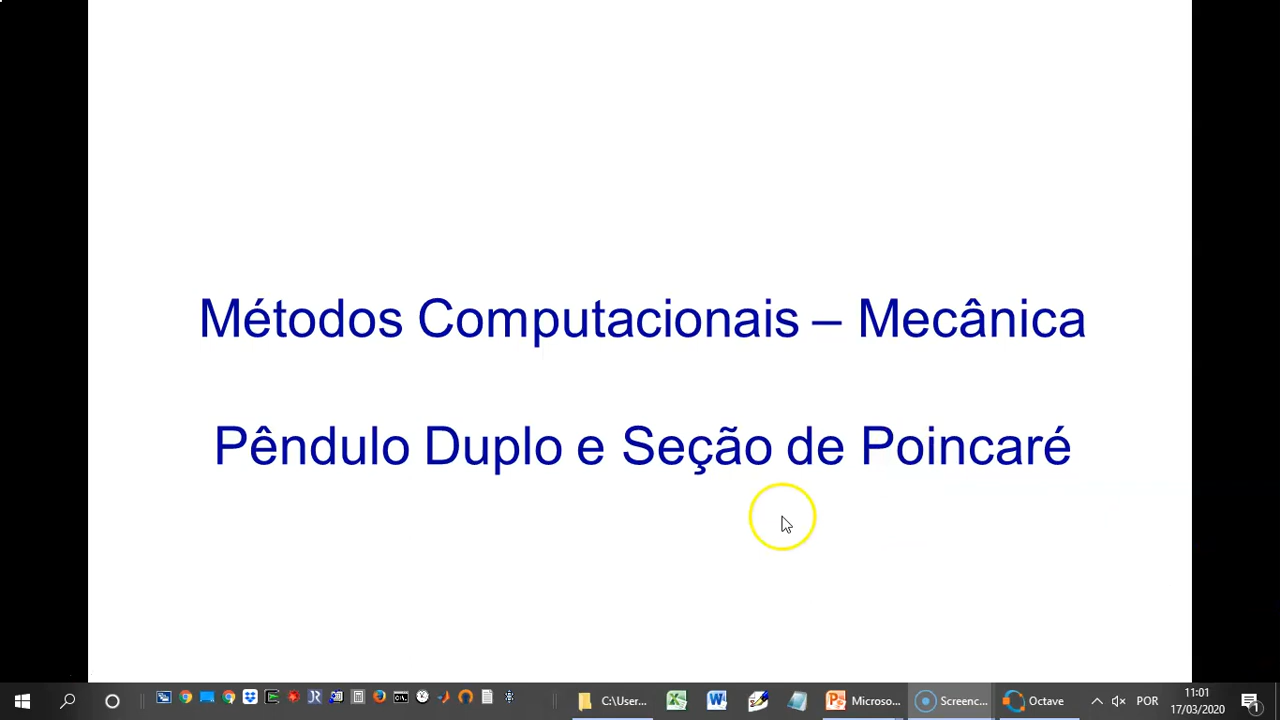 Métodos Computacionais – Mecânica
Pêndulo Duplo e Seção de Poincaré
C:\User... Microso... Screenc... Octave POR 11:01
17/03/2020